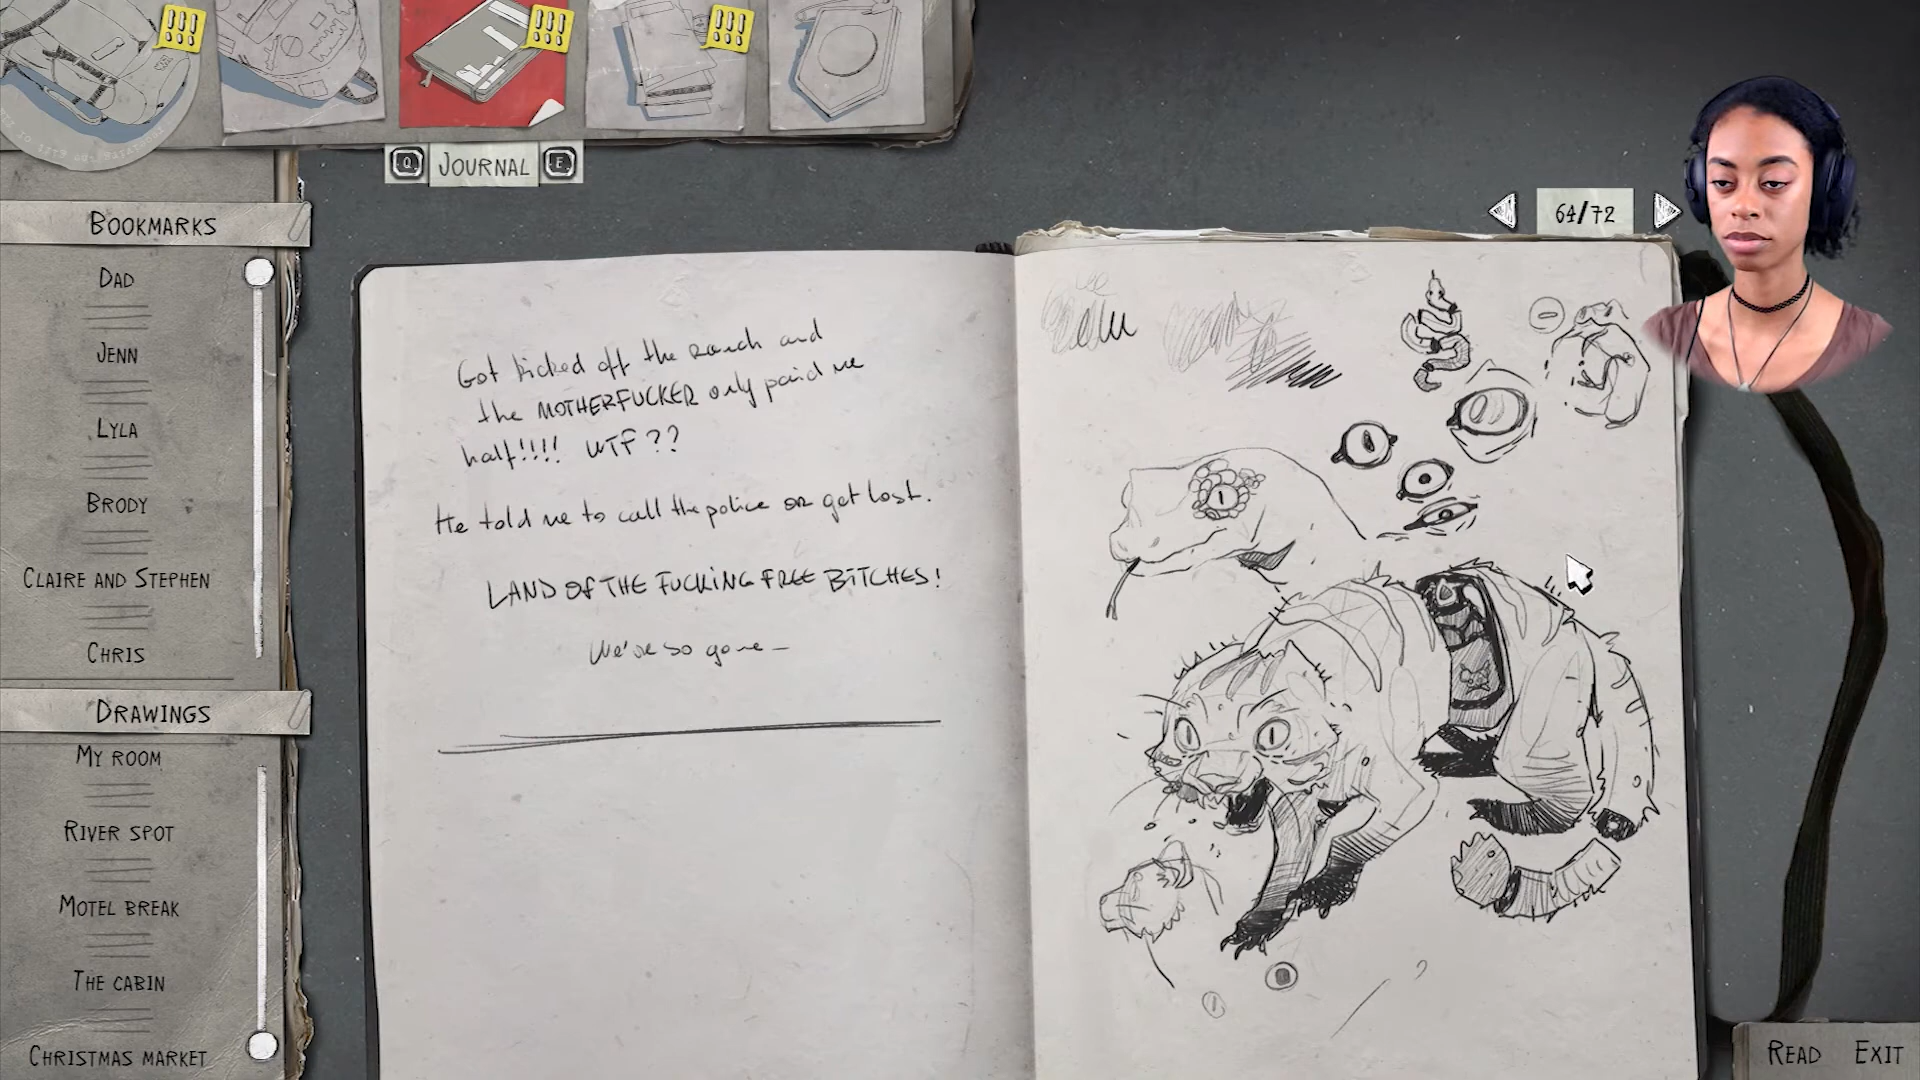 Q JOURNAL E
64/72
BOOKMARKS
DAD
JENN
LYLA
BRODY
CLAIRE AND STEPHEN
CHRIS
DRAWINGS
MY ROOM
RIVER SPOT
MOTEL BREAK
THE CABIN
CHRISTMAS MARKET
Got kicked off the ranch and
the MOTHERFUCKER only paid me
half!!!! WTF??
He told me to call the police or get lost.
LAND OF THE FUCKING FREE BITCHES!
We're so gone –
READ EXIT